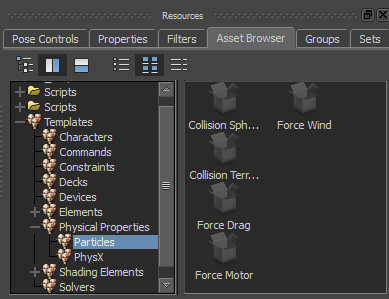 Resources
Pose Controls Properties Filters Asset Browser Groups Sets
Scripts
Scripts
Templates
Characters
Commands
Constraints
Decks
Devices
Elements
Physical Properties
Particles
PhysX
Shading Elements
Solvers
Collision Sph... Force Wind
Collision Terr...
Force Drag
Force Motor